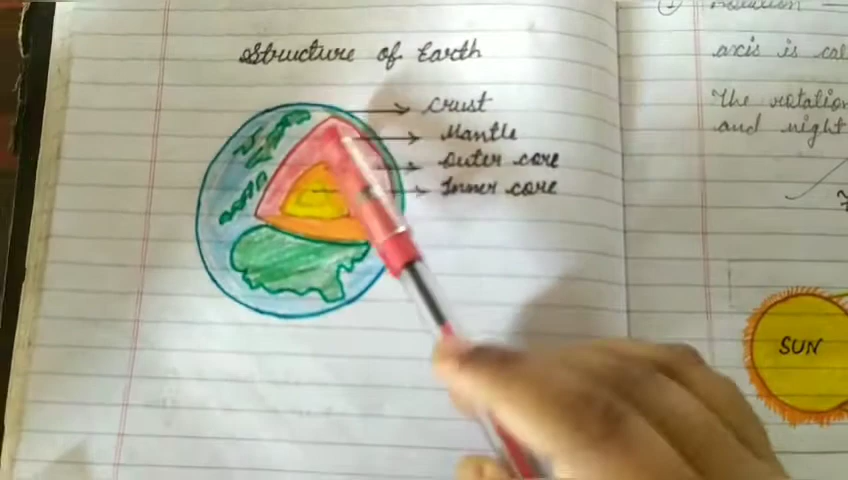 Structure of Earth
Crust
Mantle
Outer core
Inner core
axis is
The rotation
and night
SUN